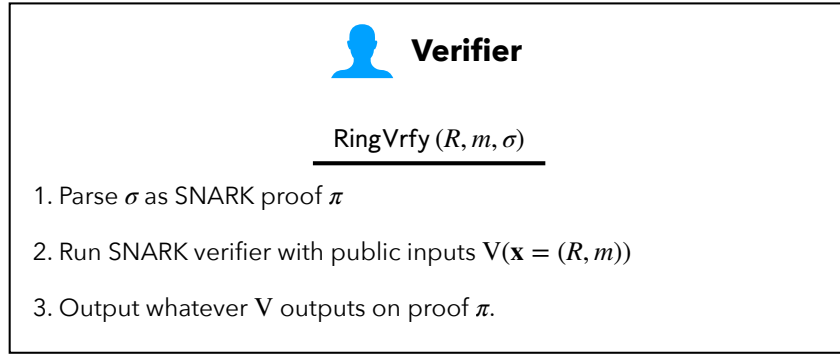 Verifier
RingVrfy (R, m, σ)
1. Parse σ as SNARK proof π
2. Run SNARK verifier with public inputs V(x = (R, m))
3. Output whatever V outputs on proof π.